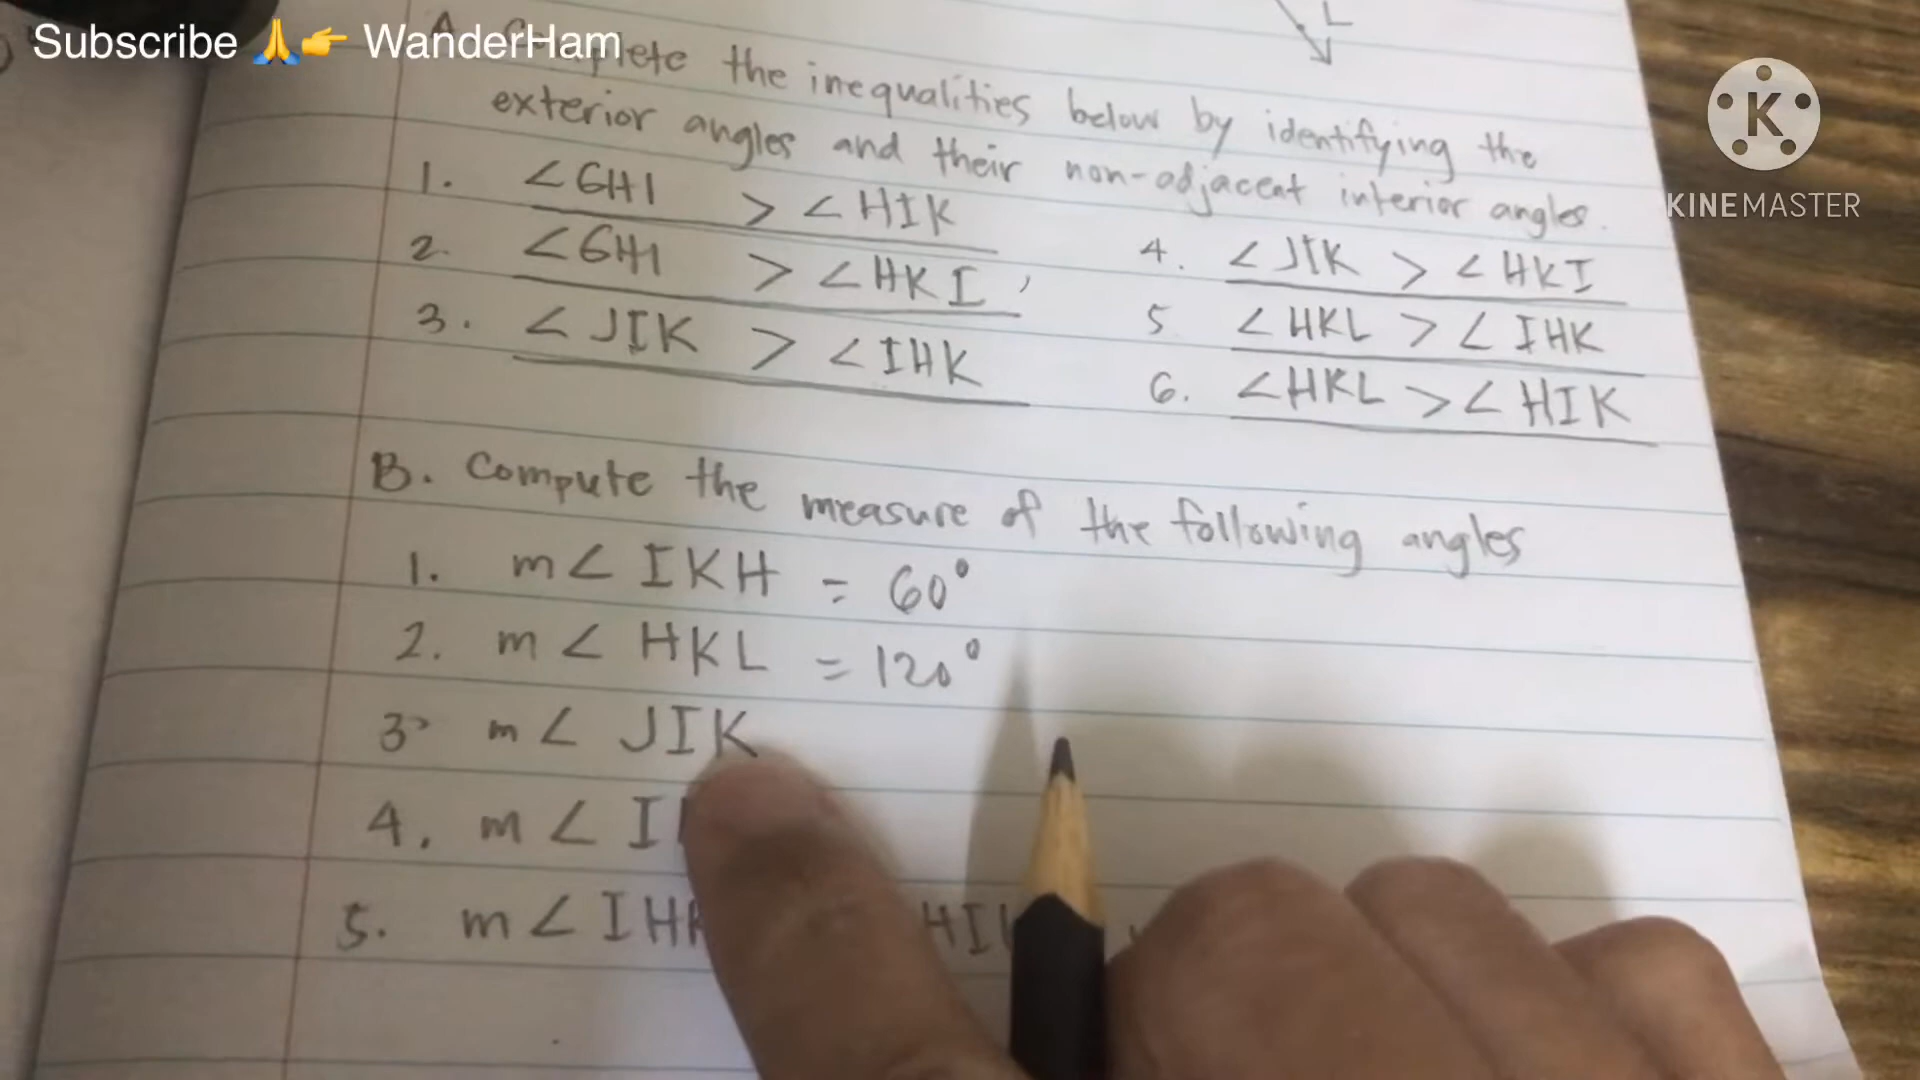 Subscribe 🙏👉 WanderHam
L
the inequalities below by identifying the
exterior angles and their non-adjacent interior angles.
1. ∠GHI > ∠HIK
2. ∠GHI > ∠HKI
3. ∠JIK > ∠IHK
4. ∠JIK > ∠HKI
5 ∠HKL > ∠IHK
6. ∠HKL > ∠HIK
B. Compute the measure of the following angles
1. m∠IKH = 60°
2. m∠HKL = 120°
3. m∠JIK
4. m∠I
5. m∠IH HI
K
KINEMASTER